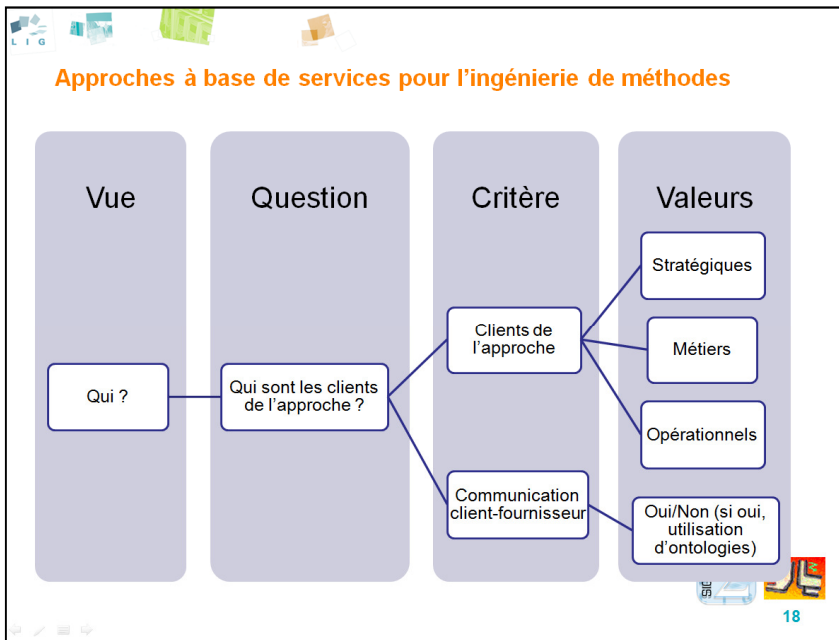 L I G
Approches à base de services pour l'ingénierie de méthodes
Vue
Question
Critère
Valeurs
Qui ?
Qui sont les clients
de l'approche ?
Clients de
l'approche
Communication
client-fournisseur
Stratégiques
Métiers
Opérationnels
Oui/Non (si oui,
utilisation
d'ontologies)
SIG
18